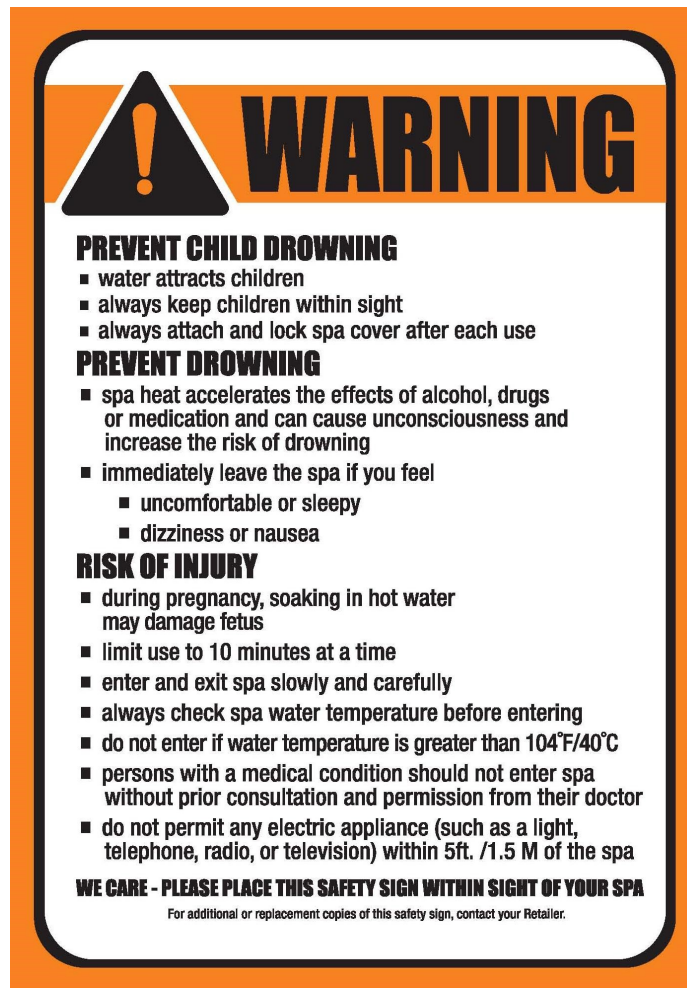 WARNING
PREVENT CHILD DROWNING
▪ water attracts children
▪ always keep children within sight
▪ always attach and lock spa cover after each use
PREVENT DROWNING
▪ spa heat accelerates the effects of alcohol, drugs
or medication and can cause unconsciousness and
increase the risk of drowning
▪ immediately leave the spa if you feel
▪ uncomfortable or sleepy
▪ dizziness or nausea
RISK OF INJURY
▪ during pregnancy, soaking in hot water
may damage fetus
▪ limit use to 10 minutes at a time
▪ enter and exit spa slowly and carefully
▪ always check spa water temperature before entering
▪ do not enter if water temperature is greater than 104°F/40°C
▪ persons with a medical condition should not enter spa
without prior consultation and permission from their doctor
▪ do not permit any electric appliance (such as a light,
telephone, radio, or television) within 5ft. /1.5 M of the spa
WE CARE - PLEASE PLACE THIS SAFETY SIGN WITHIN SIGHT OF YOUR SPA
For additional or replacement copies of this safety sign, contact your Retailer.